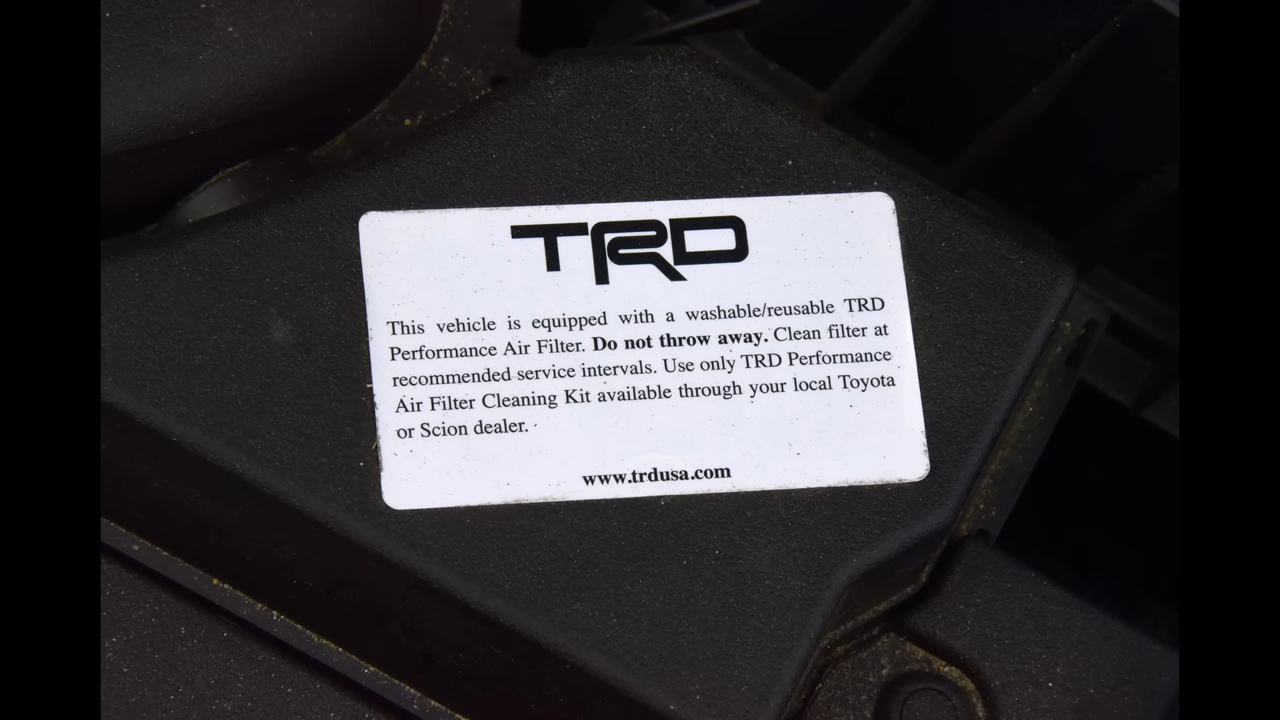 TRD
This vehicle is equipped with a washable/reusable TRD
Performance Air Filter. Do not throw away. Clean filter at
recommended service intervals. Use only TRD Performance
Air Filter Cleaning Kit available through your local Toyota
or Scion dealer.
www.trdusa.com